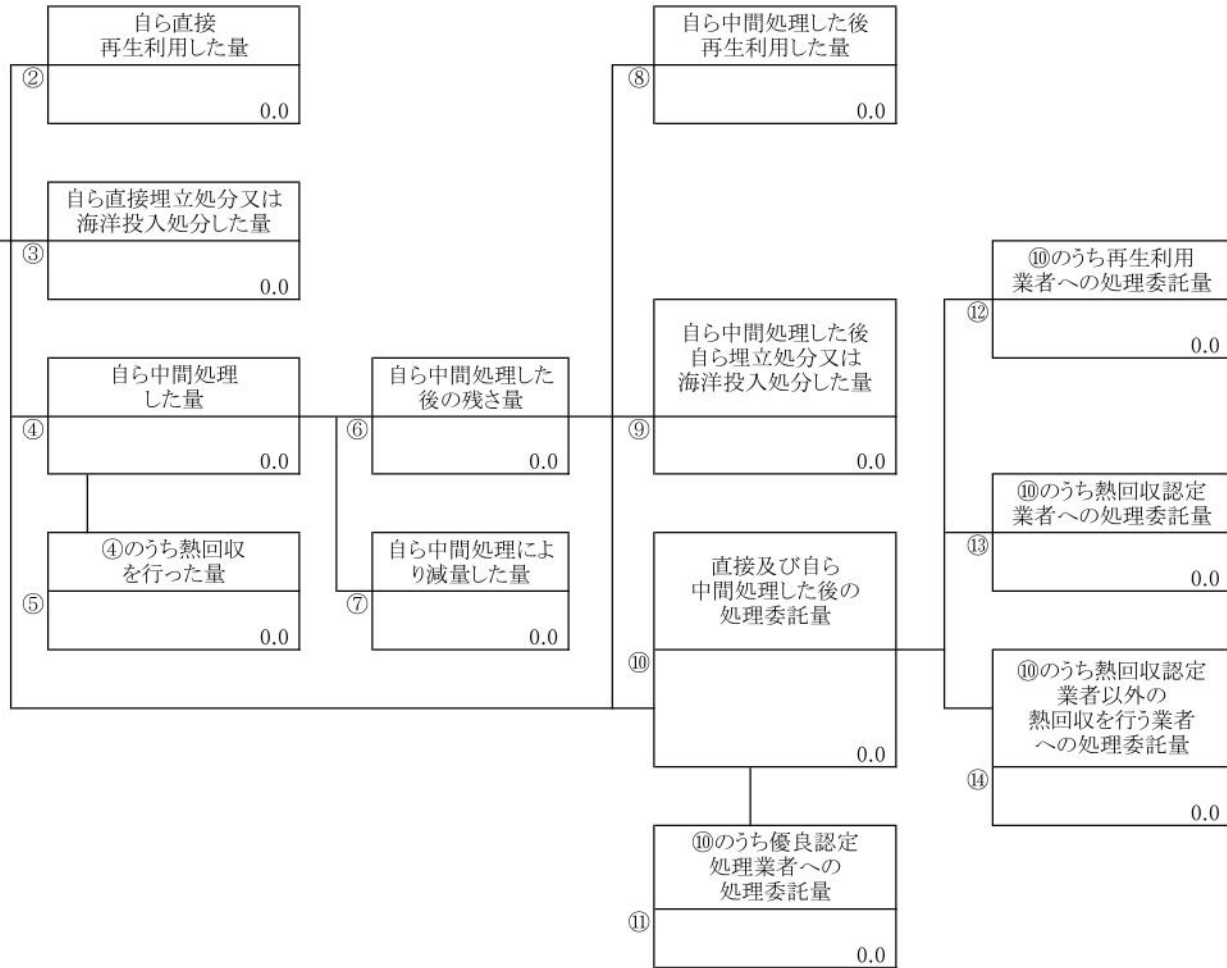 自ら直接
再生利用した量
②
0.0
自ら直接埋立処分又は
海洋投入処分した量
③
0.0
自ら中間処理
した量
④
0.0
④のうち熱回収
を行った量
⑤
0.0
自ら中間処理した
後の残さ量
⑥
0.0
自ら中間処理によ
り減量した量
⑦
0.0
自ら中間処理した後
再生利用した量
⑧
0.0
自ら中間処理した後
自ら埋立処分又は
海洋投入処分した量
⑨
0.0
直接及び自ら
中間処理した後の
処理委託量
⑩
0.0
⑩のうち優良認定
処理業者への
処理委託量
⑪
0.0
⑩のうち再生利用
業者への処理委託量
⑫
0.0
⑩のうち熱回収認定
業者への処理委託量
⑬
0.0
⑩のうち熱回収認定
業者以外の
熱回収を行う業者
への処理委託量
⑭
0.0